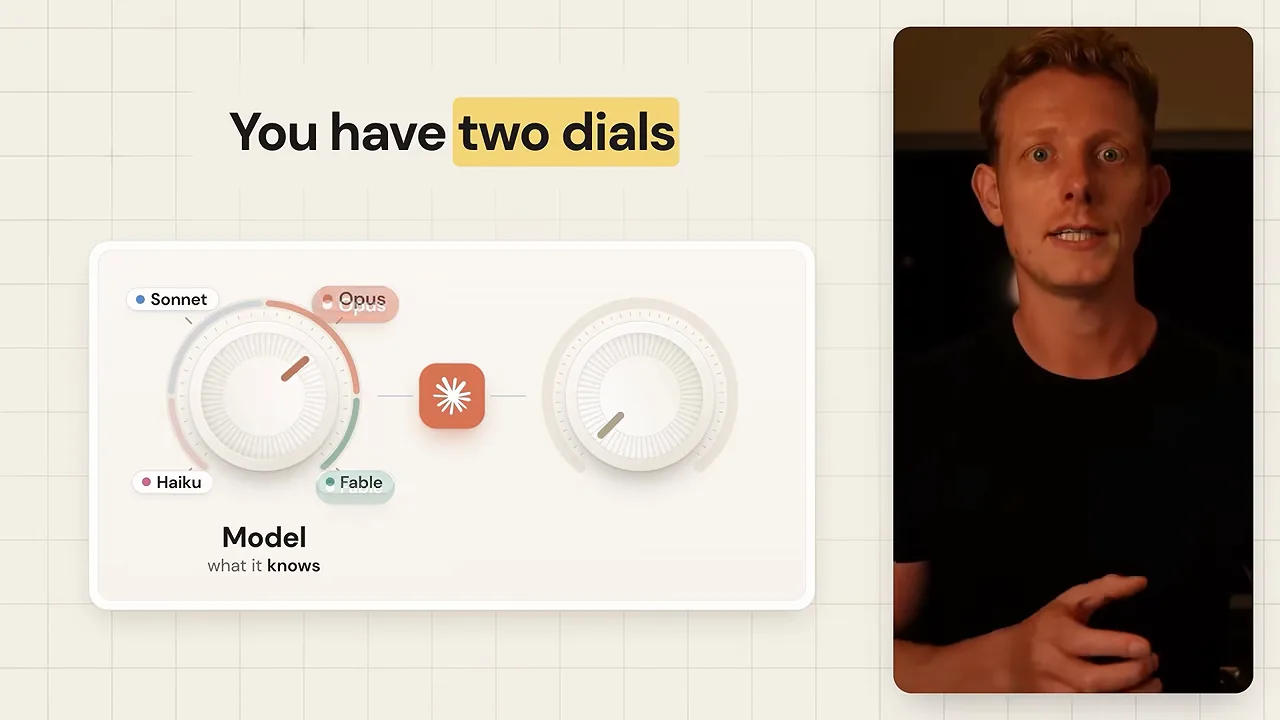 You have two dials
Sonnet
Opus
Haiku
Fable
Model
what it knows